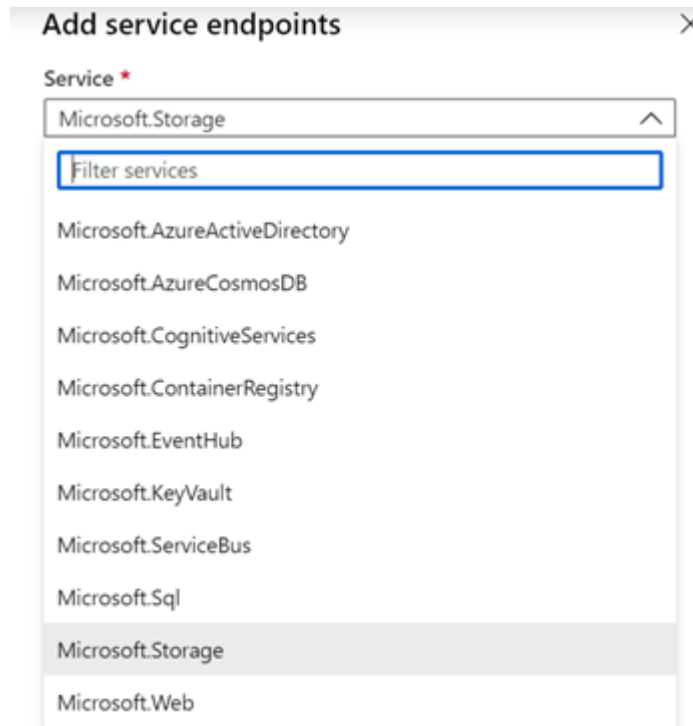 Add service endpoints
Service *
Microsoft.Storage
Filter services
Microsoft.AzureActiveDirectory
Microsoft.AzureCosmosDB
Microsoft.CognitiveServices
Microsoft.ContainerRegistry
Microsoft.EventHub
Microsoft.KeyVault
Microsoft.ServiceBus
Microsoft.Sql
Microsoft.Storage
Microsoft.Web